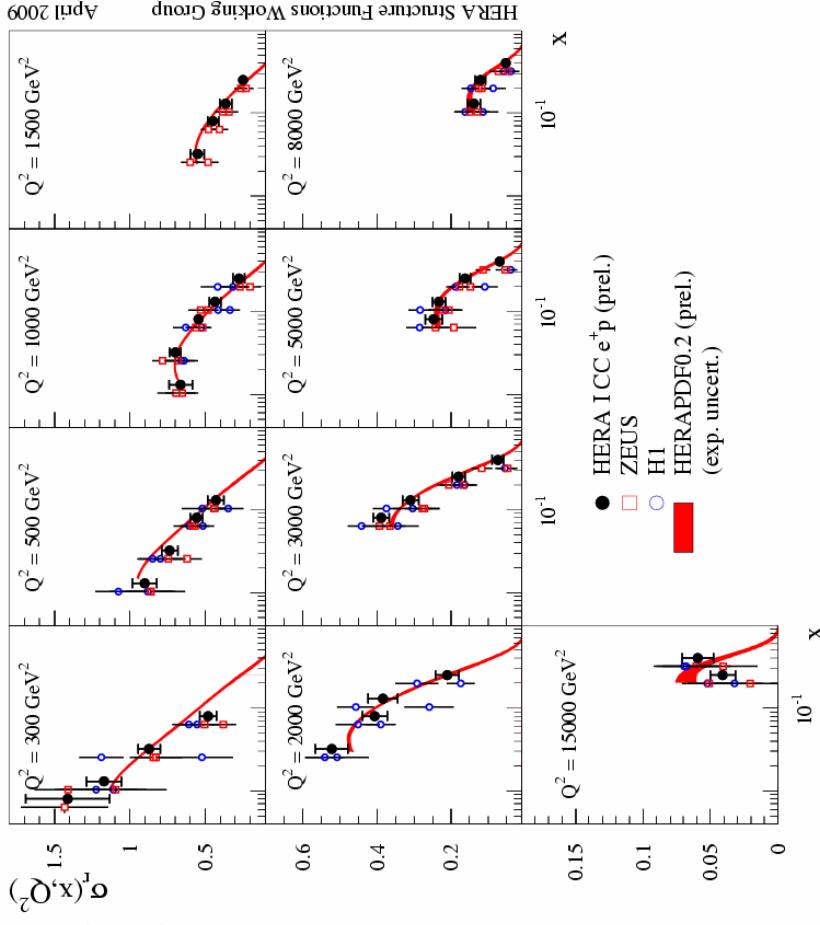 HERA Structure Functions Working Group
April 2009
σr(x,Q²)
Q² = 300 GeV²
Q² = 500 GeV²
Q² = 1000 GeV²
Q² = 1500 GeV²
1.5
1
0.5
Q² = 2000 GeV²
Q² = 3000 GeV²
Q² = 5000 GeV²
Q² = 8000 GeV²
0.6
0.4
0.2
10⁻¹
10⁻¹
10⁻¹
x
Q² = 15000 GeV²
0.15
0.1
0.05
0
10⁻¹
x
HERA I CC e⁺p (prel.)
ZEUS
H1
HERAPDF0.2 (prel.)
(exp. uncert.)